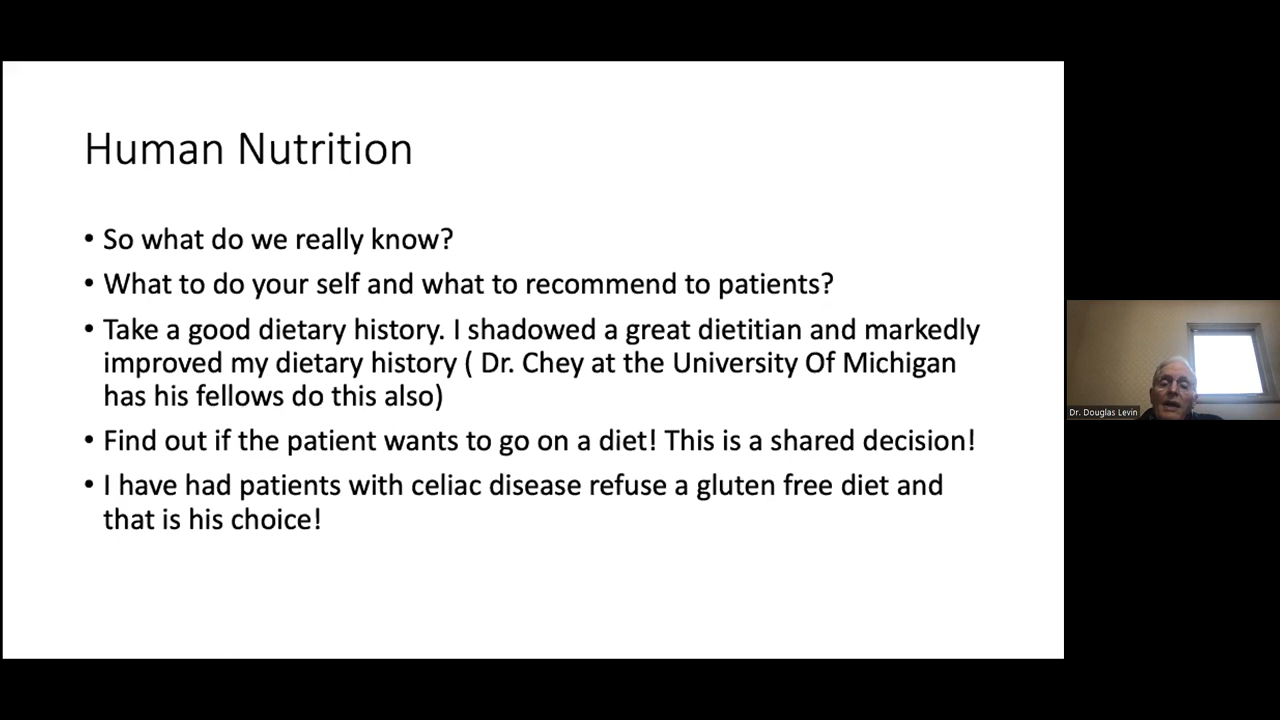 Human Nutrition
• So what do we really know?
• What to do your self and what to recommend to patients?
• Take a good dietary history. I shadowed a great dietitian and markedly
improved my dietary history ( Dr. Chey at the University Of Michigan
has his fellows do this also)
• Find out if the patient wants to go on a diet! This is a shared decision!
• I have had patients with celiac disease refuse a gluten free diet and
that is his choice!
Dr. Douglas Levin